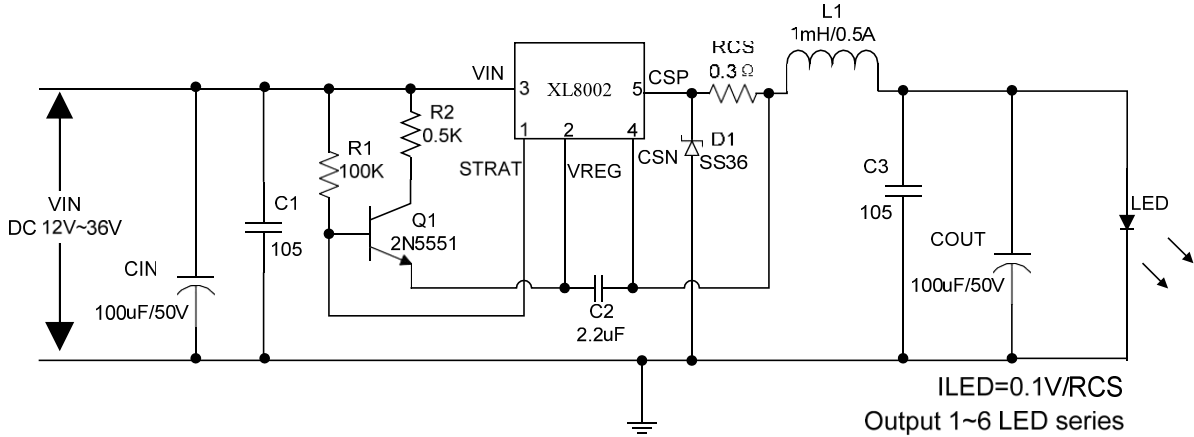 L1
1mH/0.5A
RCS
0.3 Ω
VIN
3
XL8002
5
CSP
1
2
4
R2
0.5K
R1
100K
STRAT
VREG
CSN
D1
SS36
VIN
DC 12V~36V
C1
105
Q1
2N5551
C3
105
LED
CIN
100uF/50V
COUT
100uF/50V
C2
2.2uF
ILED=0.1V/RCS
Output 1~6 LED series